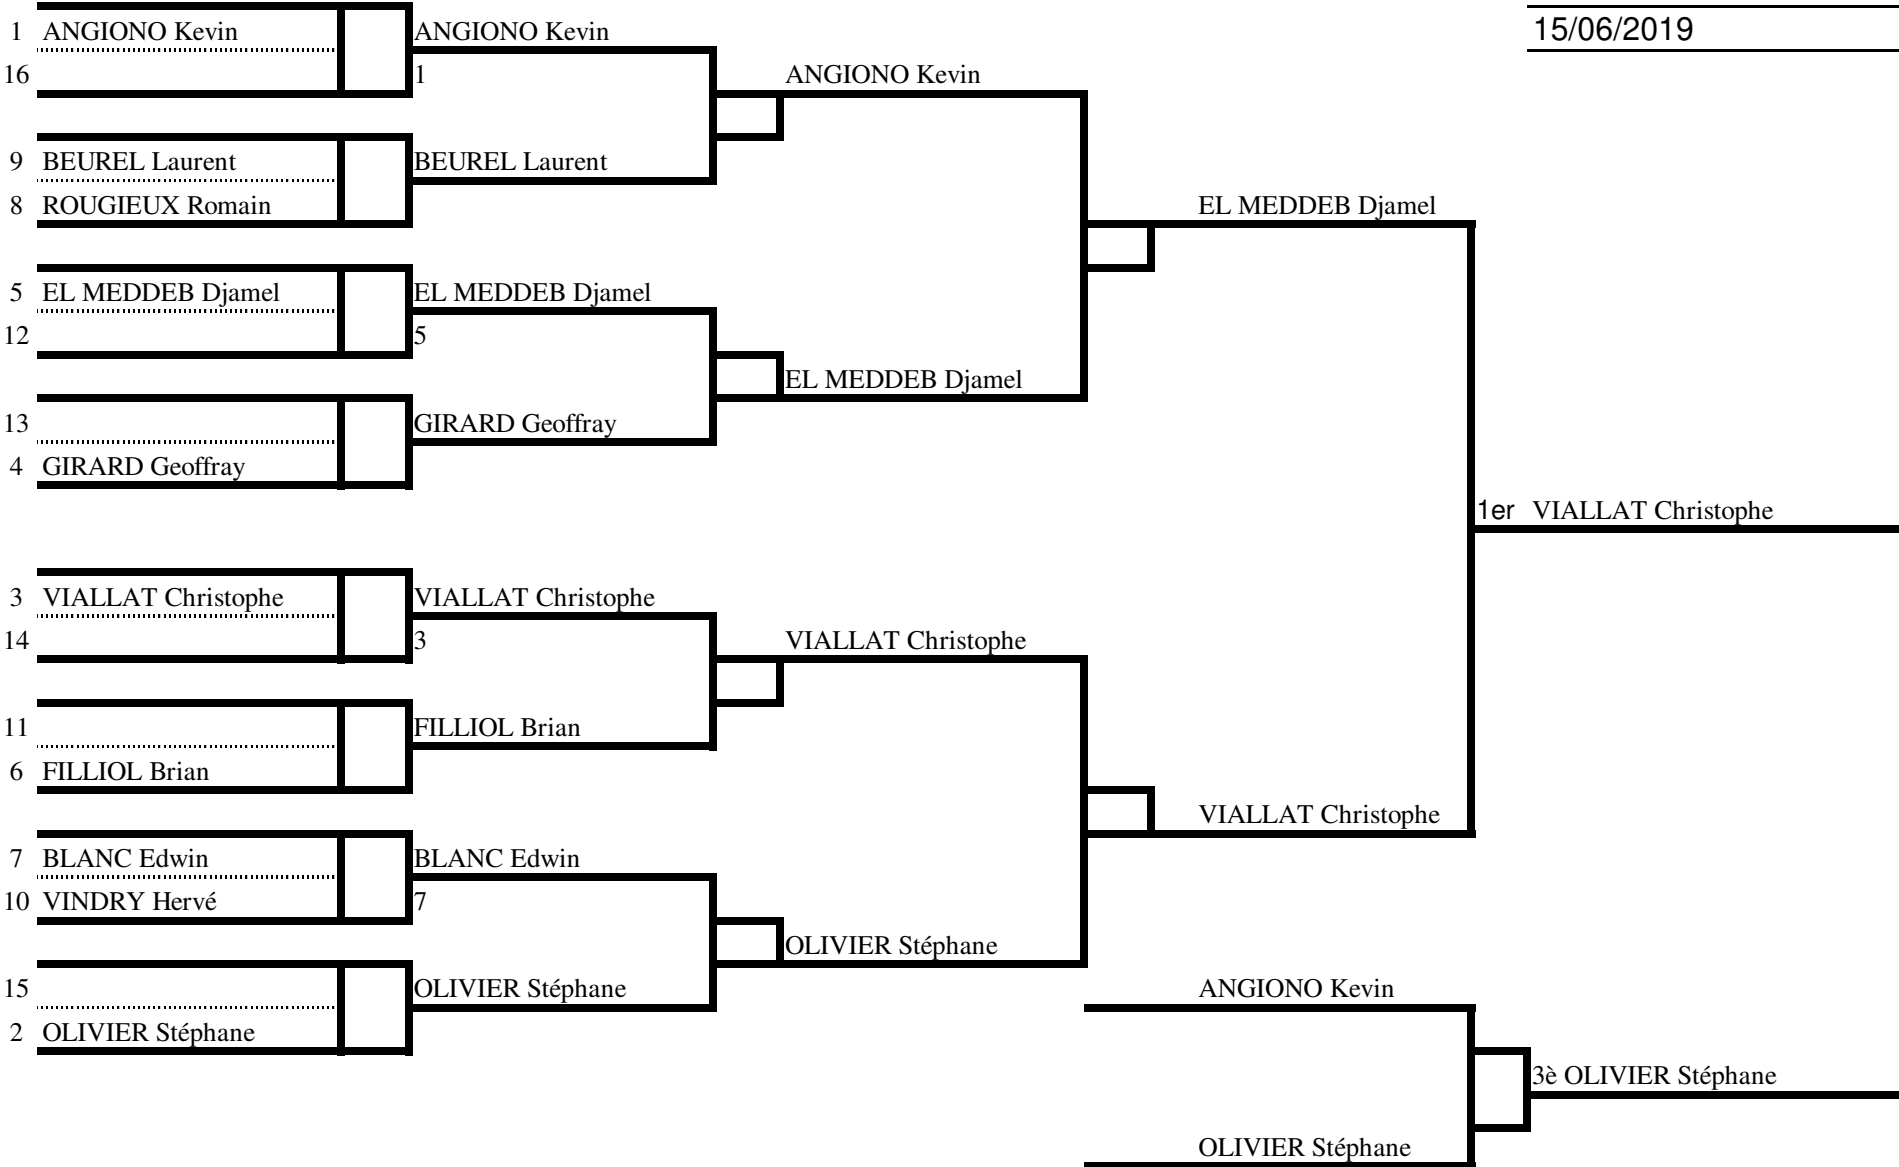 15/06/2019
1 ANGIONO Kevin
16
9 BEUREL Laurent
8 ROUGIEUX Romain
5 EL MEDDEB Djamel
12
13
4 GIRARD Geoffray
3 VIALLAT Christophe
14
11
6 FILLIOL Brian
7 BLANC Edwin
10 VINDRY Hervé
15
2 OLIVIER Stéphane
ANGIONO Kevin
1
BEUREL Laurent
EL MEDDEB Djamel
5
GIRARD Geoffray
VIALLAT Christophe
3
FILLIOL Brian
BLANC Edwin
7
OLIVIER Stéphane
ANGIONO Kevin
EL MEDDEB Djamel
VIALLAT Christophe
OLIVIER Stéphane
EL MEDDEB Djamel
VIALLAT Christophe
1er VIALLAT Christophe
ANGIONO Kevin
OLIVIER Stéphane
3è OLIVIER Stéphane